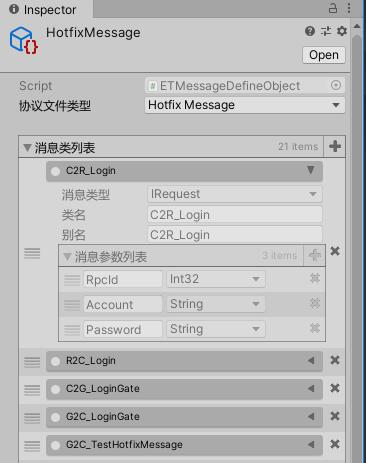 Inspector
HotfixMessage
Open
Script
ETMessageDefineObject
协议文件类型
Hotfix Message
消息类列表
21 items
C2R_Login
消息类型
IRequest
类名
C2R_Login
别名
C2R_Login
消息参数列表
3 items
RpcId
Int32
Account
String
Password
String
R2C_Login
C2G_LoginGate
G2C_LoginGate
G2C_TestHotfixMessage